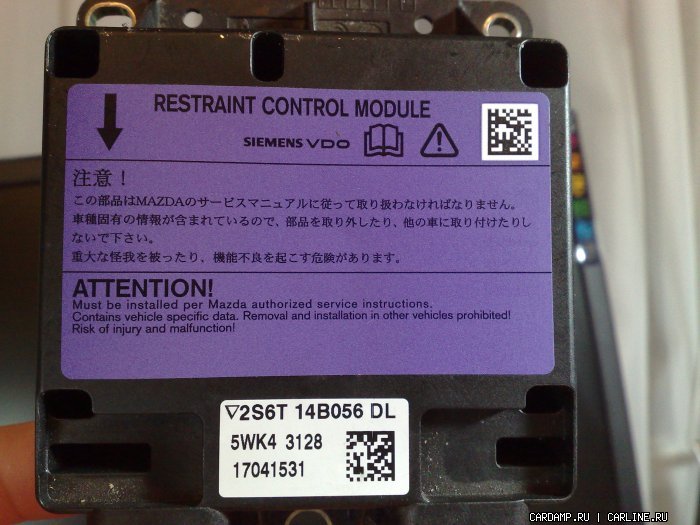 RESTRAINT CONTROL MODULE
SIEMENS VDO
注意！
この部品はMAZDAのサービスマニュアルに従って取り扱わなければなりません。
車種固有の情報が含まれているので、部品を取り外したり、他の車に取り付けたりし
ないで下さい。
重大な怪我を被ったり、機能不良を起こす危険があります。
ATTENTION!
Must be installed per Mazda authorized service instructions.
Contains vehicle specific data. Removal and installation in other vehicles prohibited!
Risk of injury and malfunction!
▽2S6T 14B056 DL
5WK4 3128
17041531
CARDAMP.RU | CARLINE.RU